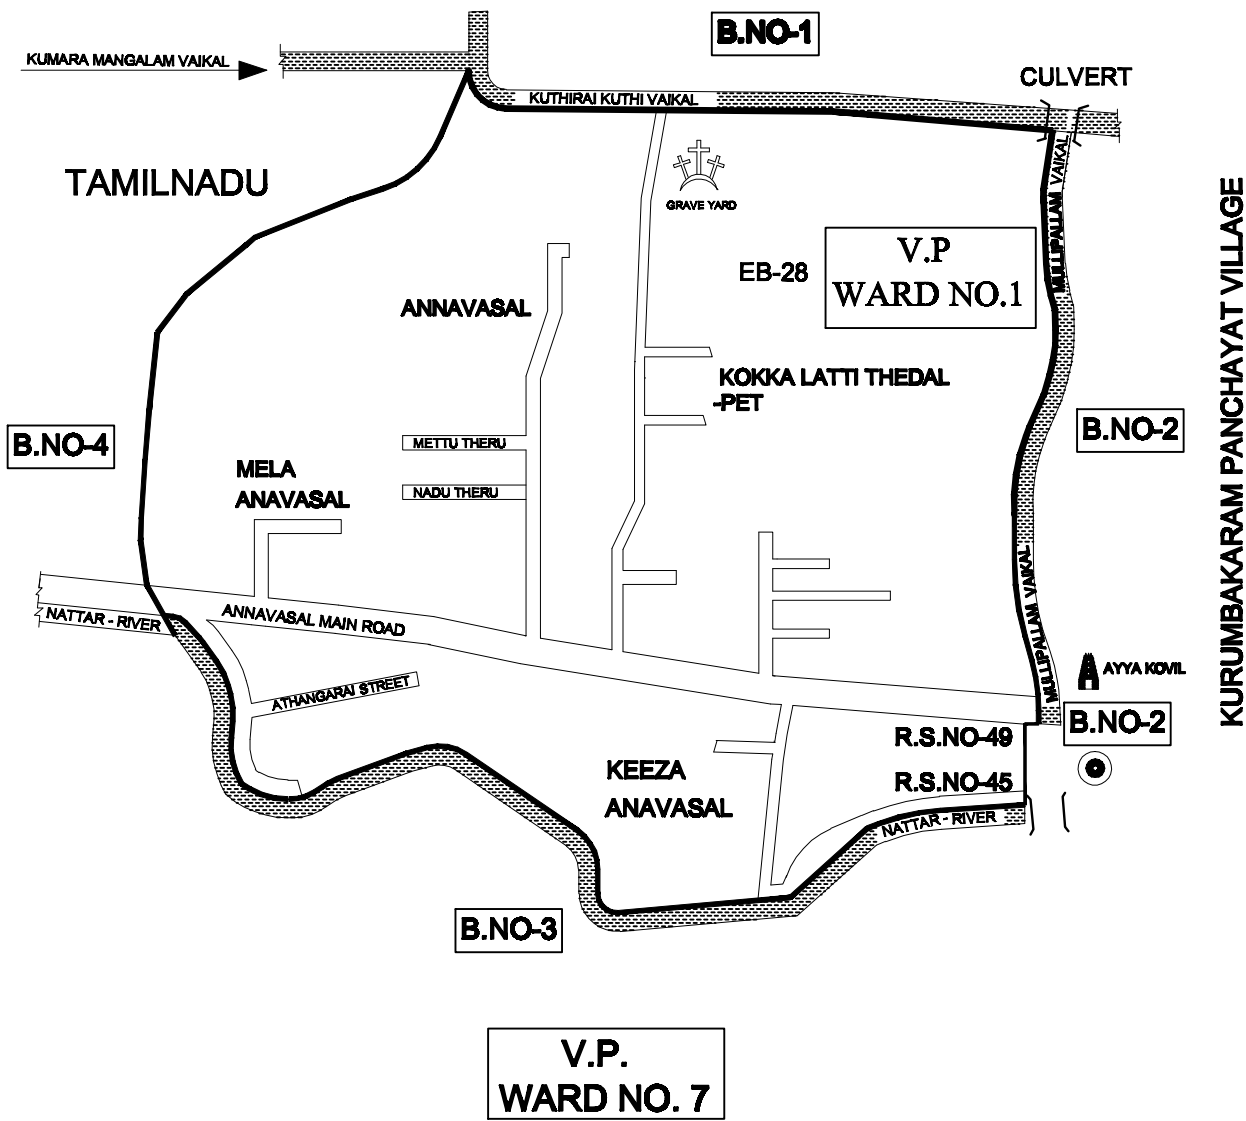 B.NO-1
KUMARA MANGALAM VAIKAL
CULVERT
KUTHIRAI KUTHI VAIKAL
TAMILNADU
MULLIPALLAM VAIKAL
GRAVE YARD
KURUMBAKARAM PANCHAYAT VILLAGE
V.P
WARD NO.1
EB-28
ANNAVASAL
KOKKA LATTI THEDAL
-PET
B.NO-4
B.NO-2
METTU THERU
MELA
ANAVASAL
NADU THERU
MULLIPALLAM VAIKAL
NATTAR - RIVER
ANNAVASAL MAIN ROAD
AYYA KOVIL
ATHANGARAI STREET
B.NO-2
R.S.NO-49
KEEZA
ANAVASAL
R.S.NO-45
NATTAR - RIVER
B.NO-3
V.P.
WARD NO. 7